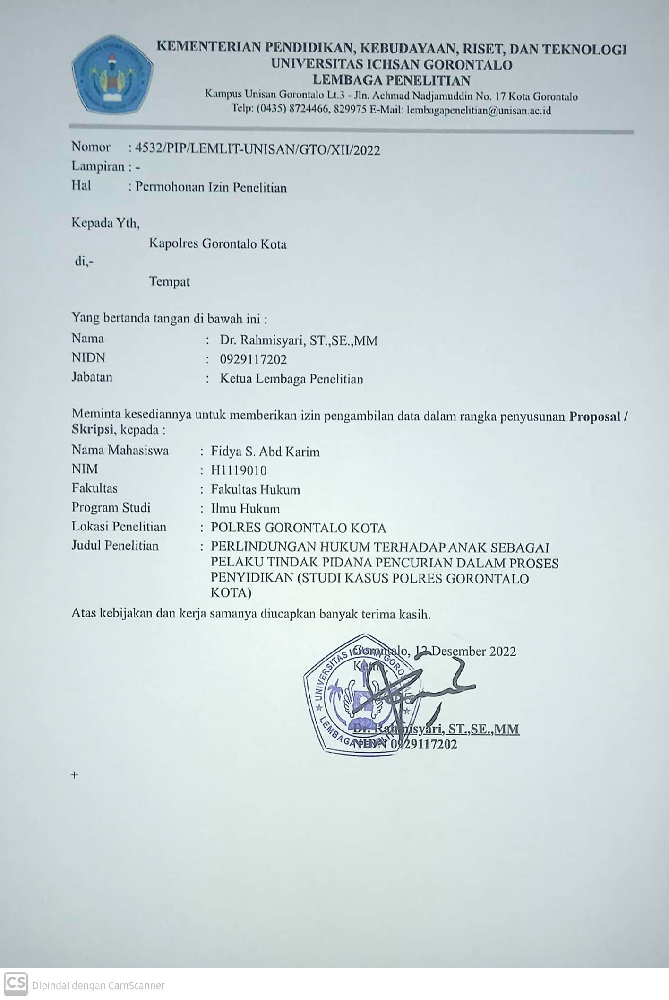 KEMENTERIAN PENDIDIKAN, KEBUDAYAAN, RISET, DAN TEKNOLOGI
UNIVERSITAS ICHSAN GORONTALO
LEMBAGA PENELITIAN
Kampus Unisan Gorontalo Lt.3 - Jln. Achmad Nadjamuddin No. 17 Kota Gorontalo
Telp: (0435) 8724466, 829975 E-Mail: lembagapenelitian@unisan.ac.id
Nomor : 4532/PIP/LEMLIT-UNISAN/GTO/XII/2022
Lampiran : -
Hal : Permohonan Izin Penelitian
Kepada Yth,
Kapolres Gorontalo Kota
di,-
Tempat
Yang bertanda tangan di bawah ini :
Nama : Dr. Rahmisyari, ST.,SE.,MM
NIDN : 0929117202
Jabatan : Ketua Lembaga Penelitian
Meminta kesediannya untuk memberikan izin pengambilan data dalam rangka penyusunan Proposal /
Skripsi, kepada :
Nama Mahasiswa : Fidya S. Abd Karim
NIM : H1119010
Fakultas : Fakultas Hukum
Program Studi : Ilmu Hukum
Lokasi Penelitian : POLRES GORONTALO KOTA
Judul Penelitian : PERLINDUNGAN HUKUM TERHADAP ANAK SEBAGAI
PELAKU TINDAK PIDANA PENCURIAN DALAM PROSES
PENYIDIKAN (STUDI KASUS POLRES GORONTALO
KOTA)
Atas kebijakan dan kerja samanya diucapkan banyak terima kasih.
Gorontalo, Desember 2022
Ketua,
UNIVERSITAS ICHSAN GORONTALO
LEMBAGA PENELITIAN
Dr. Rahmisyari, ST.,SE.,MM
NIDN 0929117202
+
CS Dipindai dengan CamScanner